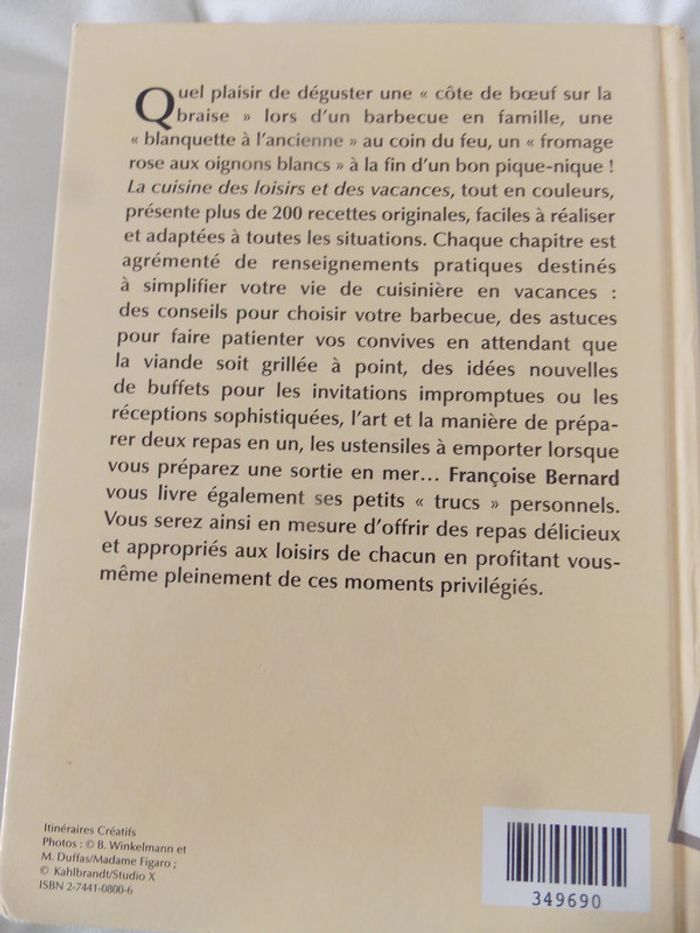 Quel plaisir de déguster une « côte de bœuf sur la
braise » lors d'un barbecue en famille, une
« blanquette à l'ancienne » au coin du feu, un « fromage
rose aux oignons blancs » à la fin d'un bon pique-nique !
La cuisine des loisirs et des vacances, tout en couleurs,
présente plus de 200 recettes originales, faciles à réaliser
et adaptées à toutes les situations. Chaque chapitre est
agrémenté de renseignements pratiques destinés
à simplifier votre vie de cuisinière en vacances :
des conseils pour choisir votre barbecue, des astuces
pour faire patienter vos convives en attendant que
la viande soit grillée à point, des idées nouvelles
de buffets pour les invitations impromptues ou les
réceptions sophistiquées, l'art et la manière de prépa-
rer deux repas en un, les ustensiles à emporter lorsque
vous préparez une sortie en mer... Françoise Bernard
vous livre également ses petits « trucs » personnels.
Vous serez ainsi en mesure d'offrir des repas délicieux
et appropriés aux loisirs de chacun en profitant vous-
même pleinement de ces moments privilégiés.
Itinéraires Créatifs
Photos : © B. Winkelmann et
M. Duffas/Madame Figaro ;
© Kahlbrandt/Studio X
ISBN 2-7441-0800-6
349690